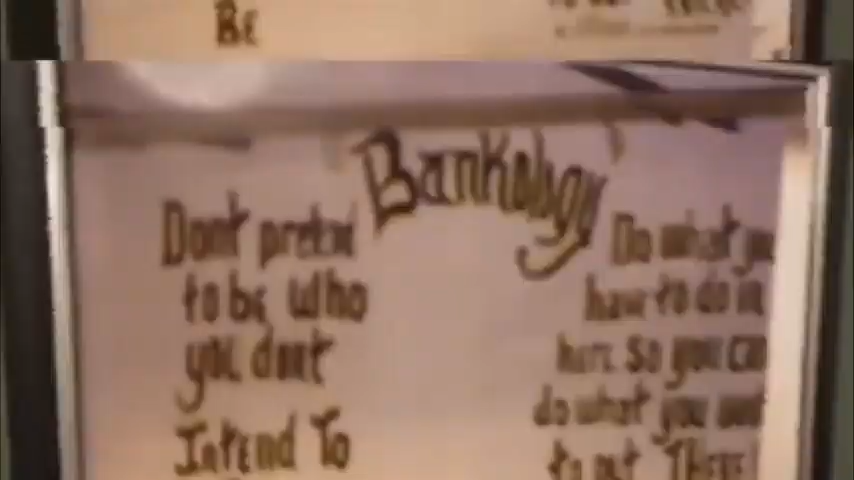 BE
Bankology
Dont pretend
to be who
you dont
Intend To
Do what you
have to do in
here So you can
do what you want
to out THERE